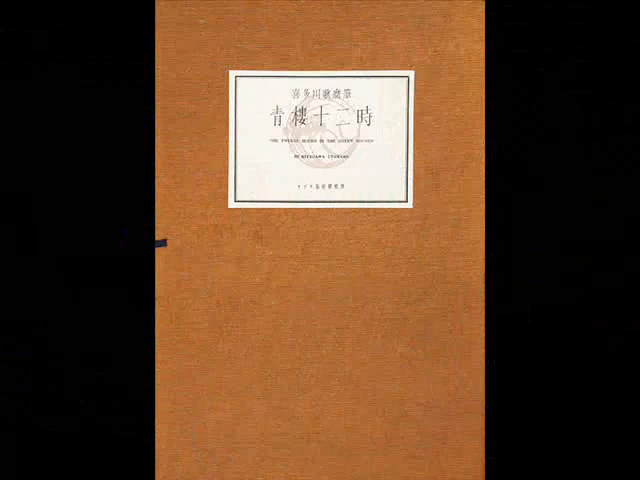 喜多川歌麿筆
青樓十二時
THE TWELVE HOURS IN THE GREEN HOUSES
BY KITAGAWA UTAMARO